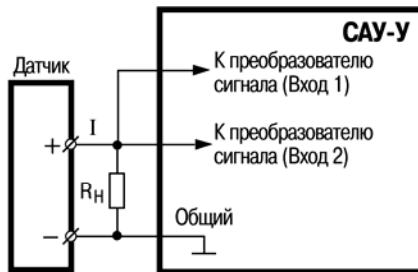 САУ-У
К преобразователю
сигнала (Вход 1)
Датчик
I
+
К преобразователю
сигнала (Вход 2)
Rн
Общий
–